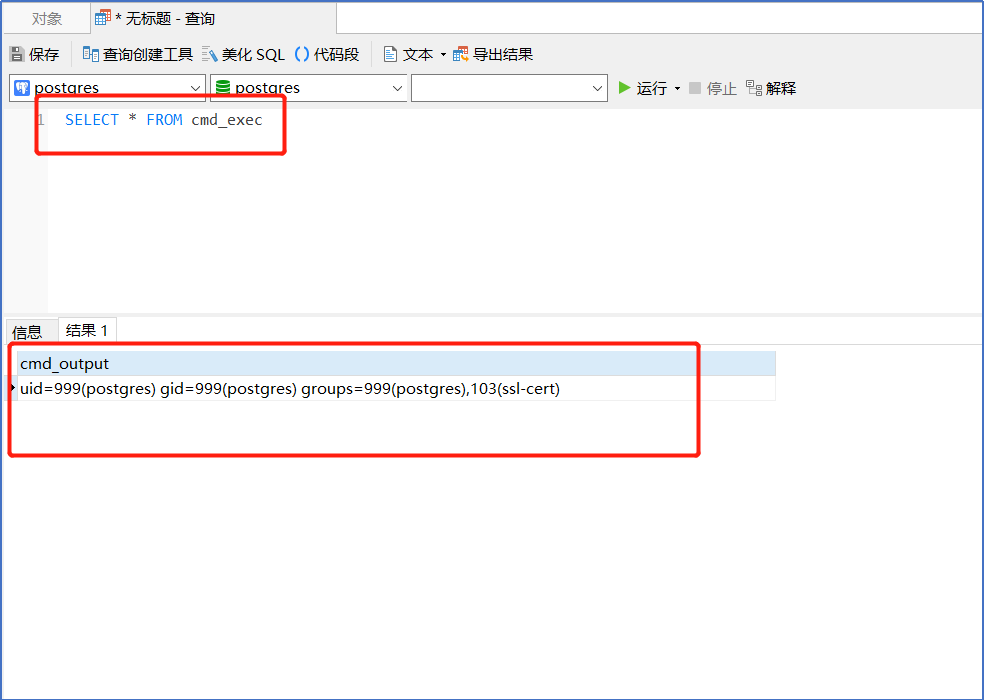 对象 * 无标题 - 查询
保存 查询创建工具 美化 SQL () 代码段 文本 导出结果
postgres postgres 运行 停止 解释
1 SELECT * FROM cmd_exec
信息 结果 1
cmd_output
uid=999(postgres) gid=999(postgres) groups=999(postgres),103(ssl-cert)